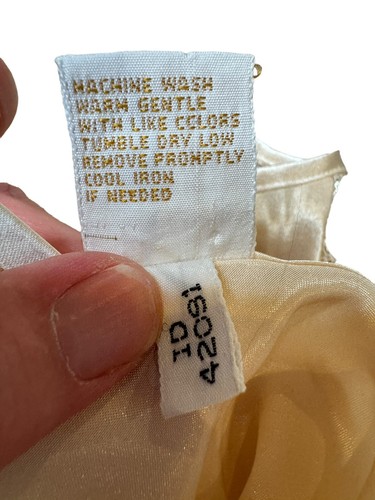 MACHINE WASH
WARM GENTLE
WITH LIKE COLORS
TUMBLE DRY LOW
REMOVE PROMPTLY
COOL IRON
IF NEEDED
ID
42091